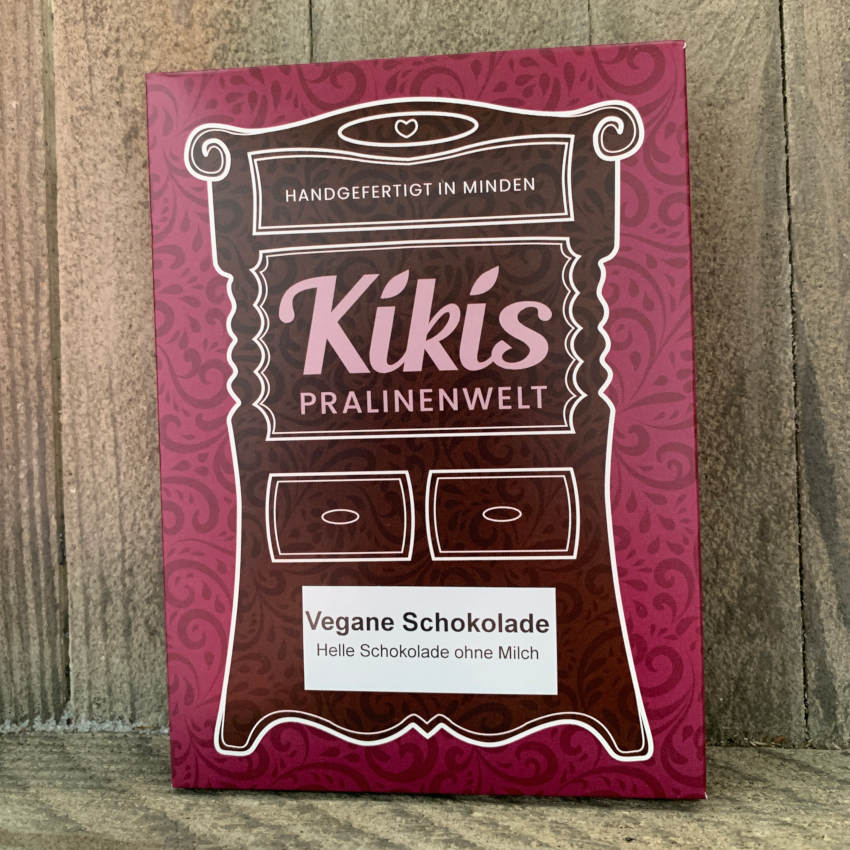 HANDGEFERTIGT IN MINDEN
Kikis
PRALINENWELT
Vegane Schokolade
Helle Schokolade ohne Milch